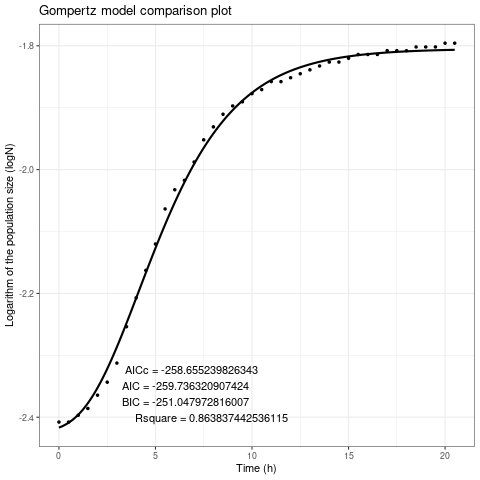 Gompertz model comparison plot
Logarithm of the population size (logN)
-1.8
-2.0
-2.2
-2.4
AICc = -258.655239826343
AIC = -259.736320907424
BIC = -251.047972816007
Rsquare = 0.863837442536115
0 5 10 15 20
Time (h)